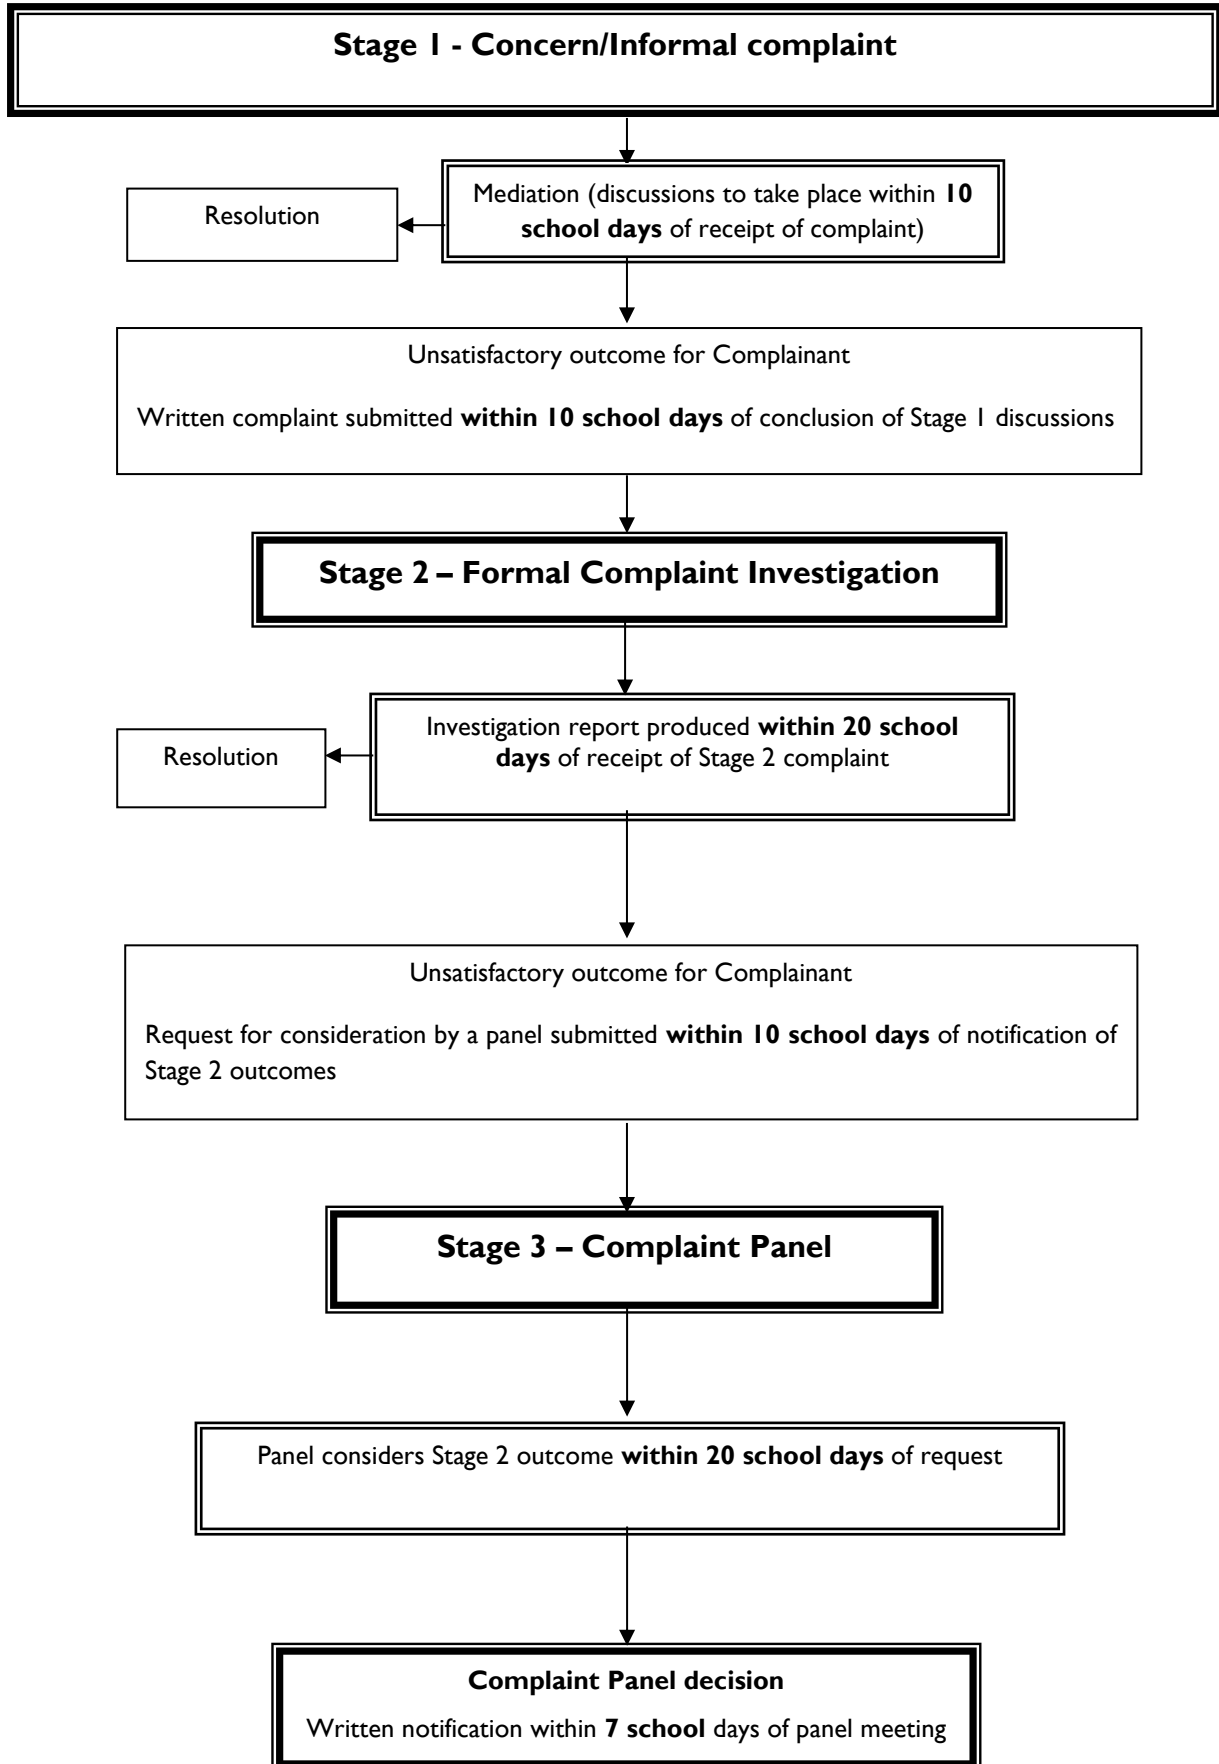 Stage 1 - Concern/Informal complaint
Mediation (discussions to take place within 10
school days of receipt of complaint)
Resolution
Unsatisfactory outcome for Complainant
Written complaint submitted within 10 school days of conclusion of Stage 1 discussions
Stage 2 – Formal Complaint Investigation
Investigation report produced within 20 school
days of receipt of Stage 2 complaint
Resolution
Unsatisfactory outcome for Complainant
Request for consideration by a panel submitted within 10 school days of notification of
Stage 2 outcomes
Stage 3 – Complaint Panel
Panel considers Stage 2 outcome within 20 school days of request
Complaint Panel decision
Written notification within 7 school days of panel meeting